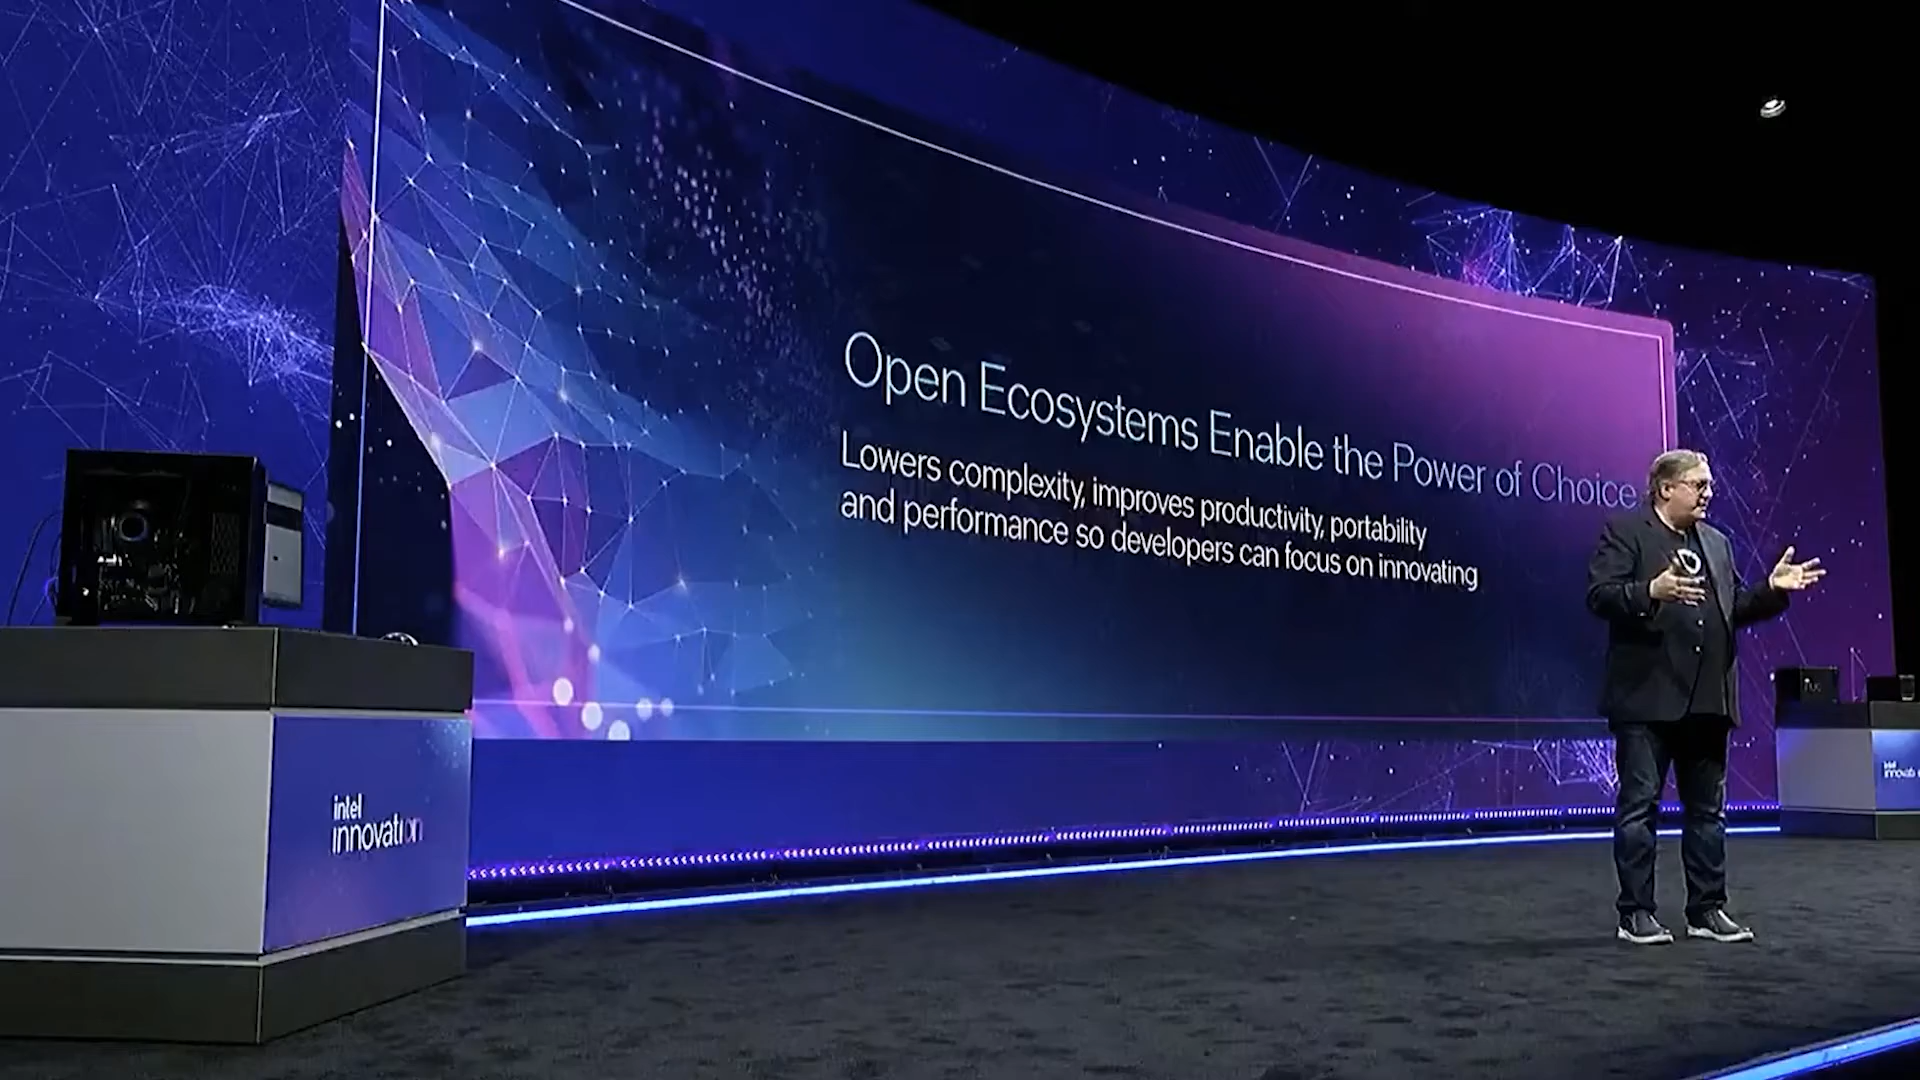 Open Ecosystems Enable the Power of Choice
Lowers complexity, improves productivity, portability
and performance so developers can focus on innovating
intel
innovation
intel